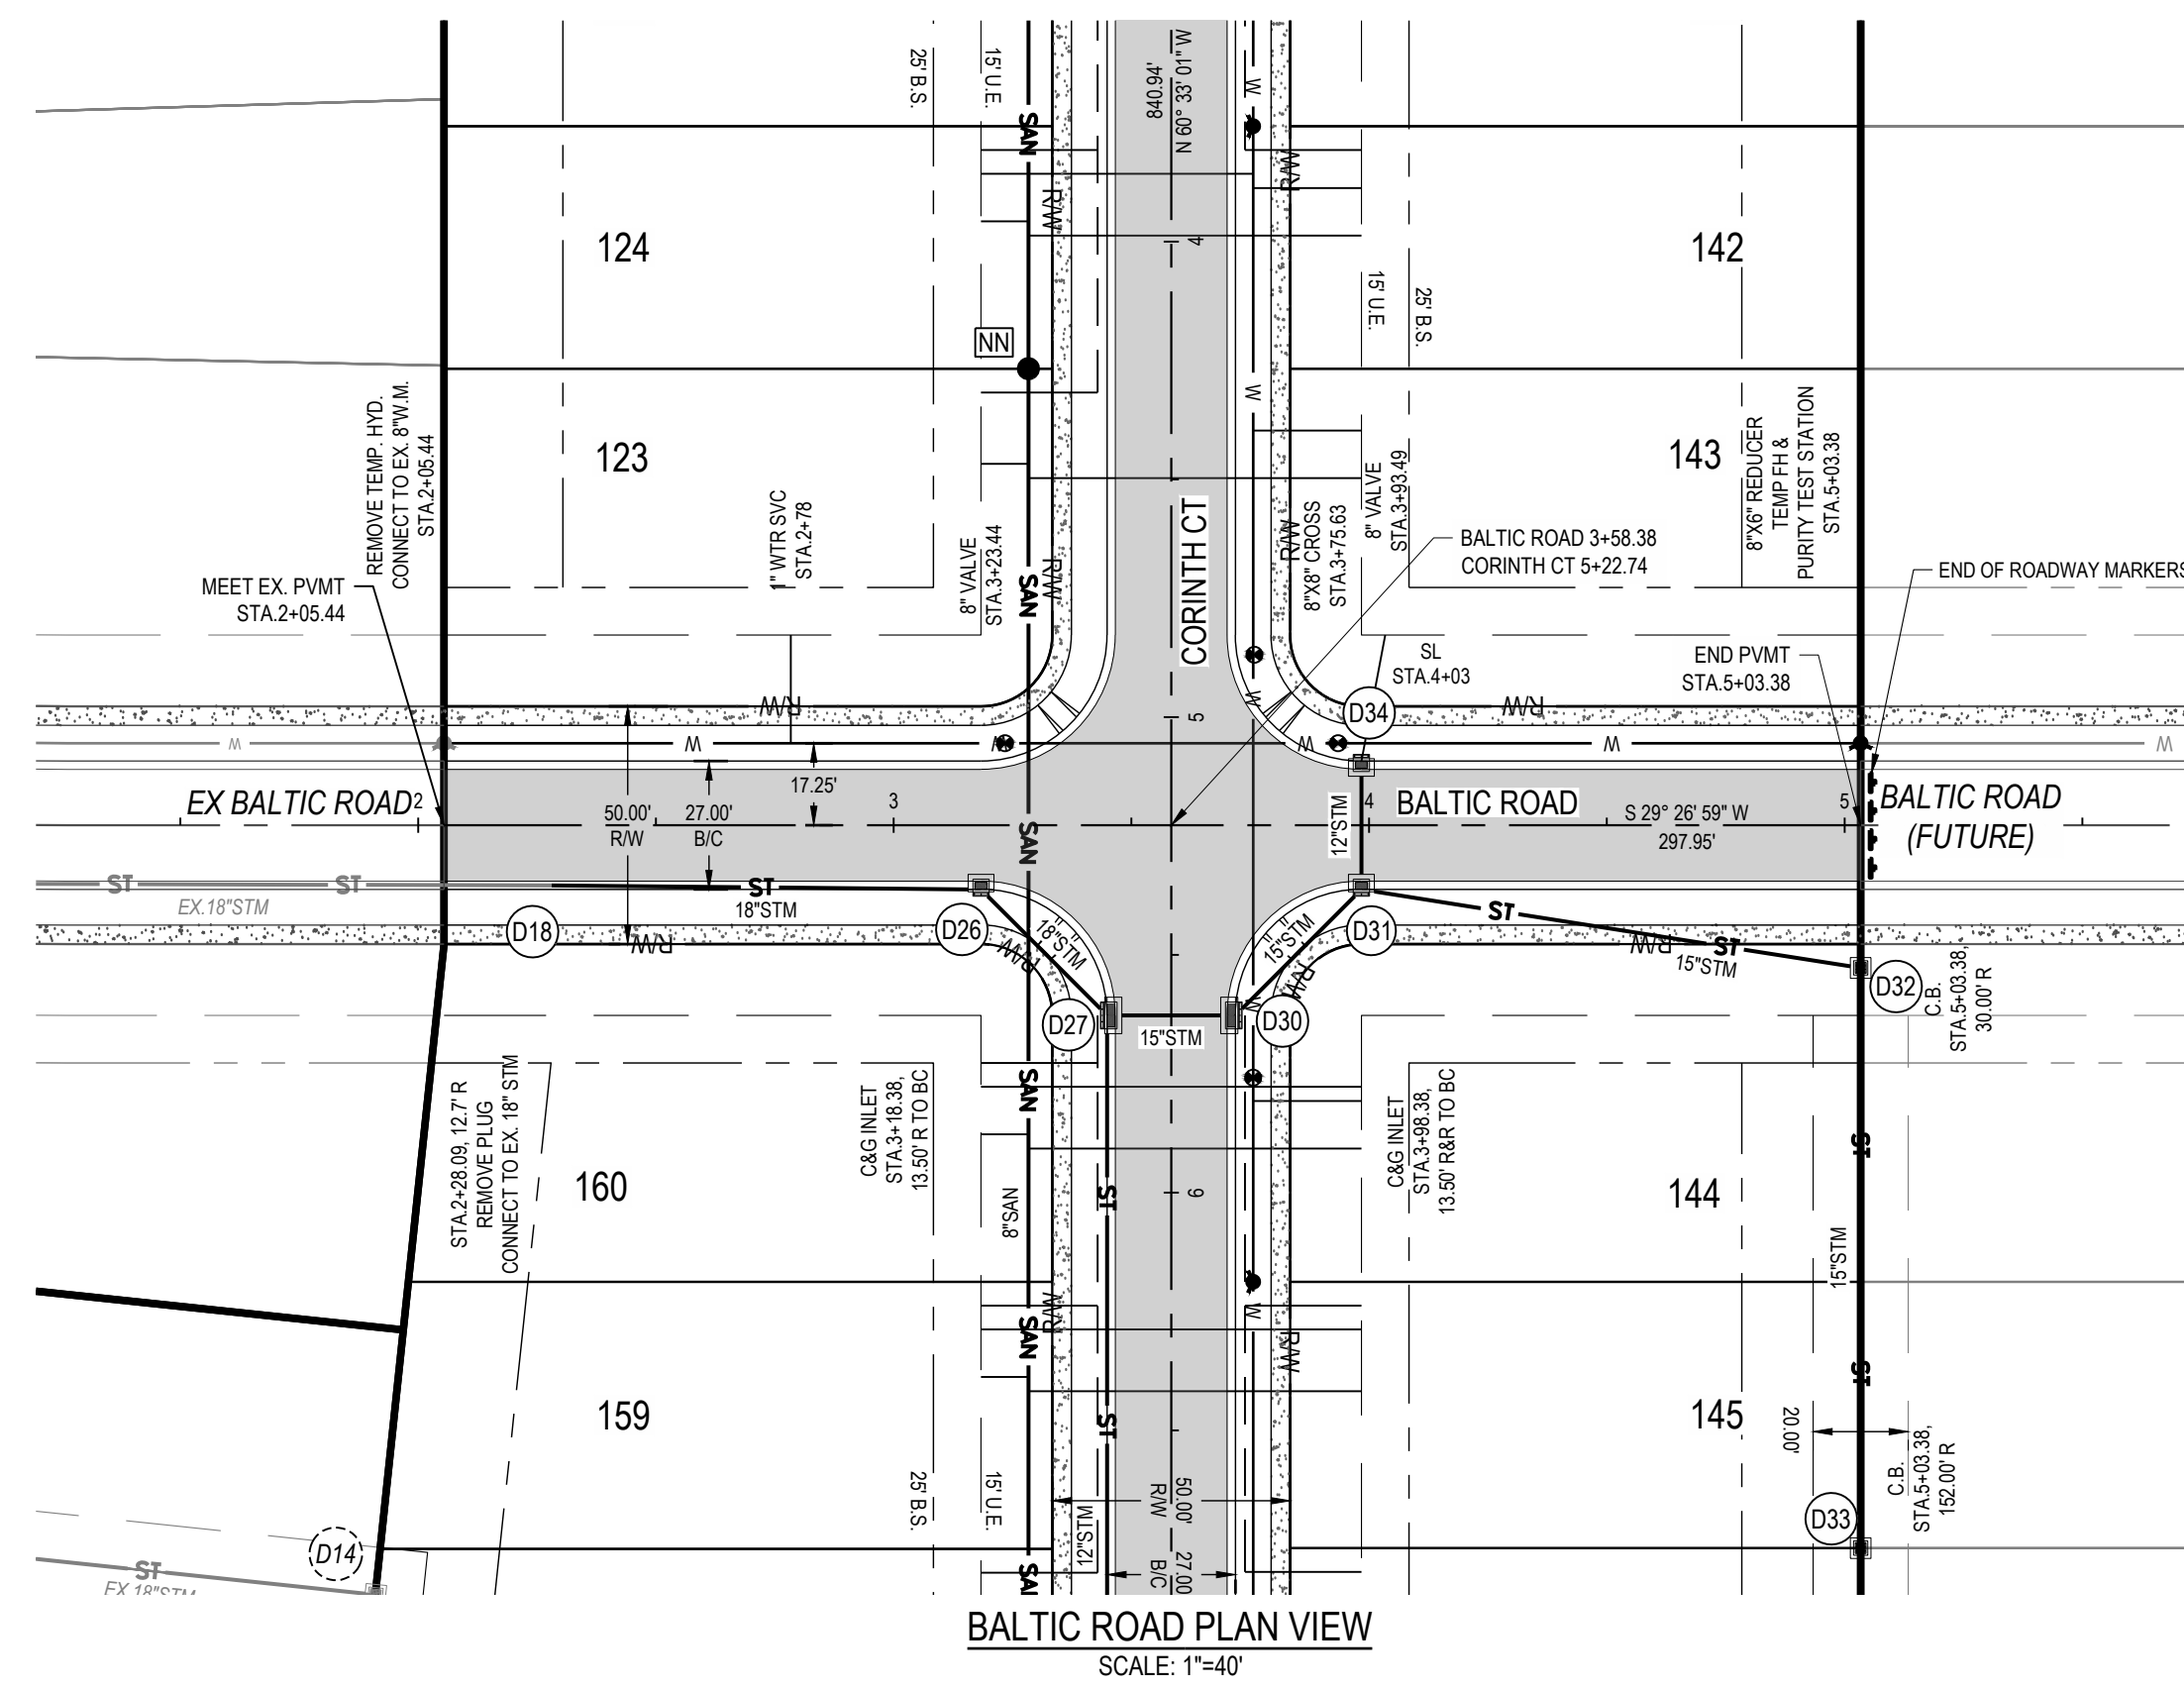 25' B.S.
15' U.E.
SAN
840.94'
N 60° 33' 01" W
W
R/W
R/W
4
124
142
15' U.E.
25' B.S.
NN
W
123
143
REMOVE TEMP. HYD.
CONNECT TO EX. 8"W.M.
STA.2+05.44
1" WTR SVC
STA.2+78
8" VALVE
STA.3+23.44
SAN
R/W
CORINTH CT
R/W
8"X8" CROSS
STA.3+75.63
8" VALVE
STA.3+93.49
8"X6" REDUCER
TEMP FH &
PURITY TEST STATION
STA.5+03.38
BALTIC ROAD 3+58.38
CORINTH CT 5+22.74
END OF ROADWAY MARKERS
MEET EX. PVMT
STA.2+05.44
SL
STA.4+03
END PVMT
STA.5+03.38
R/W
W
5
D34
R/W
W
W
W
W
W
W
17.25'
EX BALTIC ROAD
2
50.00'
R/W
27.00'
B/C
3
SAN
12"STM
4
BALTIC ROAD
S 29° 26' 59" W
297.95'
5
BALTIC ROAD
(FUTURE)
ST
ST
EX.18"STM
ST
18"STM
D18
R/W
D26
18"STM
R/W
15"STM
R/W
D31
ST
R/W
ST
15"STM
D32
C.B.
STA.5+03.38,
30.00' R
D27
15"STM
W
D30
STA.2+28.09, 12.7' R
REMOVE PLUG
CONNECT TO EX. 18" STM
C&G INLET
STA.3+18.38,
13.50' R TO BC
SAN
C&G INLET
STA.3+98.38,
13.50' R&R TO BC
ST
160
8"SAN
ST
6
144
15"STM
R/W
SAN
W
R/W
ST
159
ST
145
20.00'
C.B.
STA.5+03.38,
152.00' R
25' B.S.
15' U.E.
12"STM
50.00'
R/W
27.00
B/C
D33
D14
ST
EX 18"STM
BALTIC ROAD PLAN VIEW
SCALE: 1"=40'